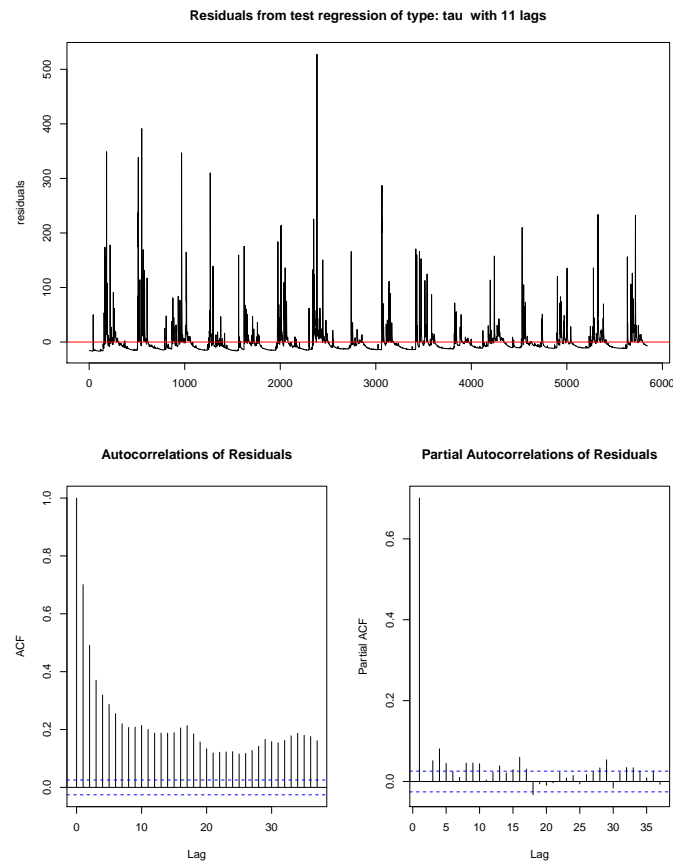 Residuals from test regression of type: tau  with 11 lags
residuals
500
400
300
200
100
0
0 1000 2000 3000 4000 5000 6000
Autocorrelations of Residuals
ACF
1.0
0.8
0.6
0.4
0.2
0.0
0 10 20 30
Lag
Partial Autocorrelations of Residuals
Partial ACF
0.6
0.4
0.2
0.0
0 5 10 15 20 25 30 35
Lag